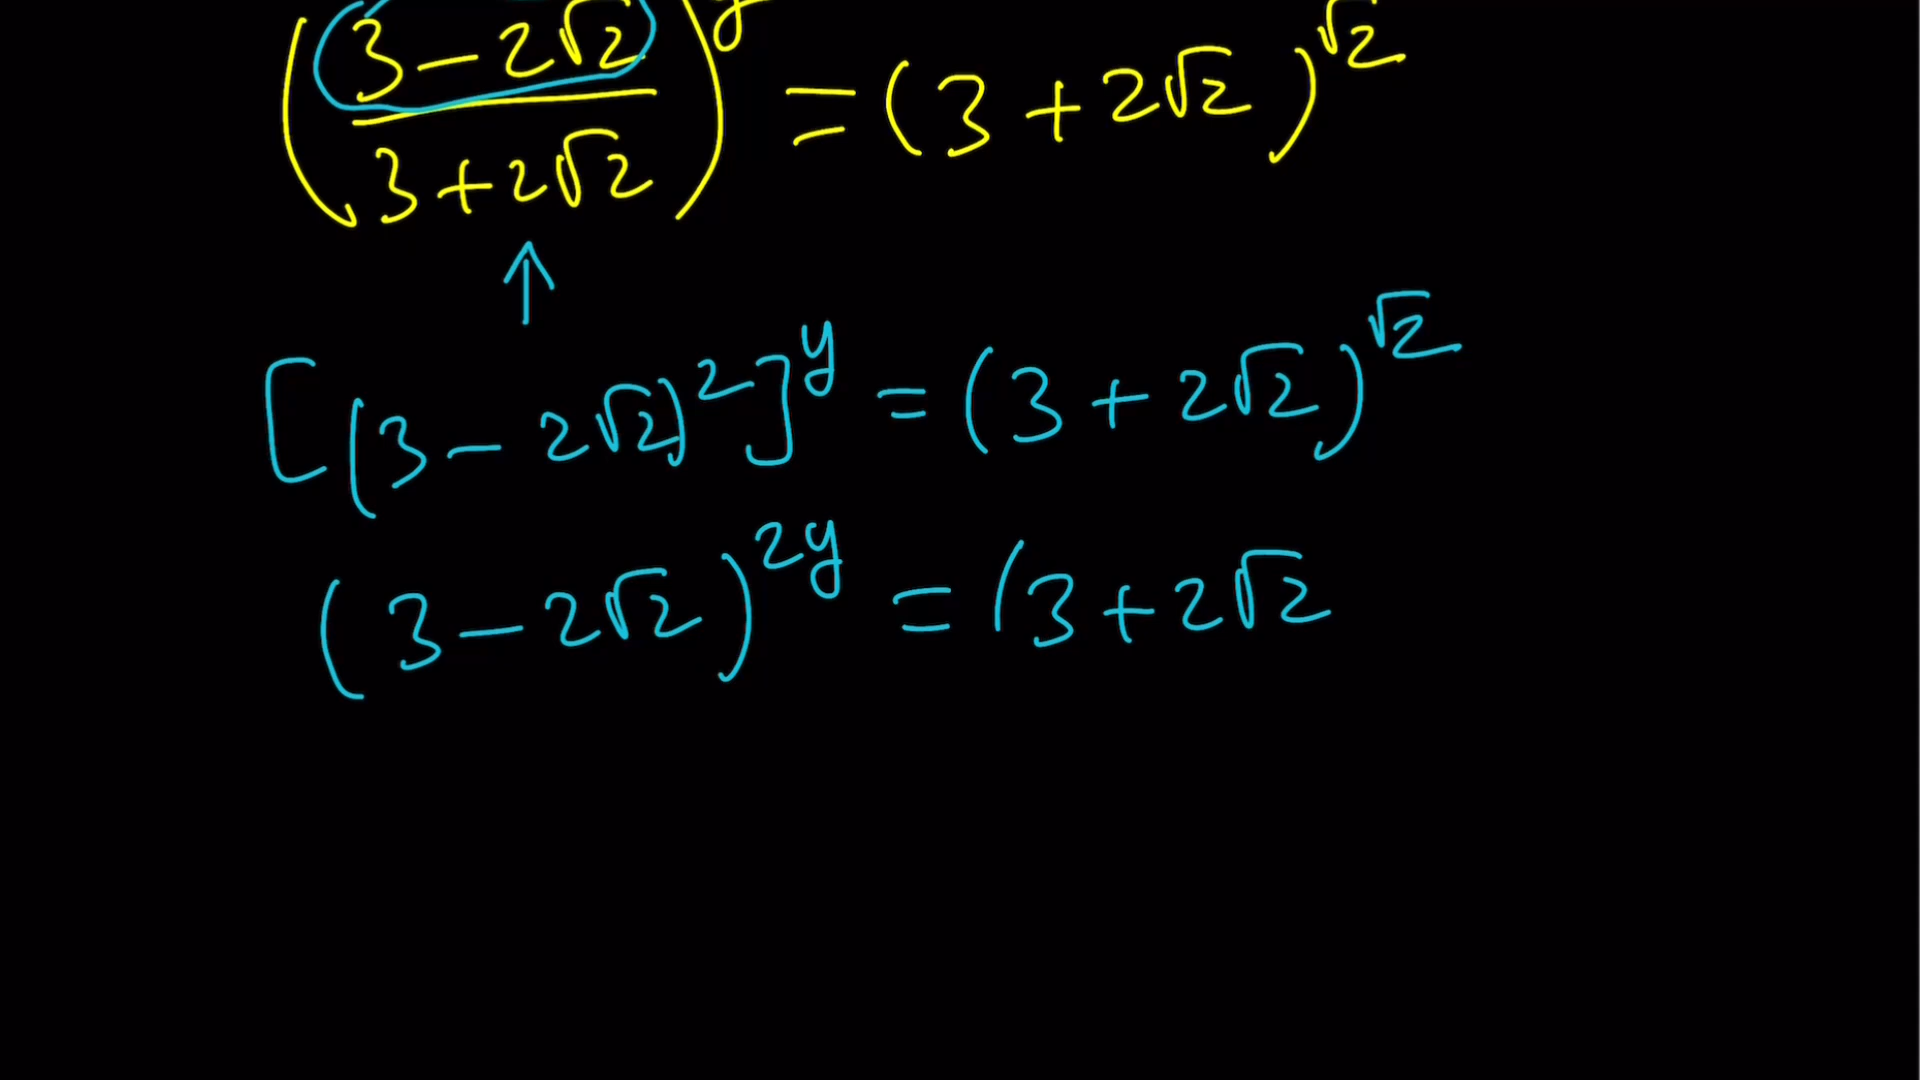 ((3-2√2)/(3+2√2))^y = (3+2√2)^√2
↑
[(3-2√2)^2]^y = (3+2√2)^√2
(3-2√2)^2y = (3+2√2